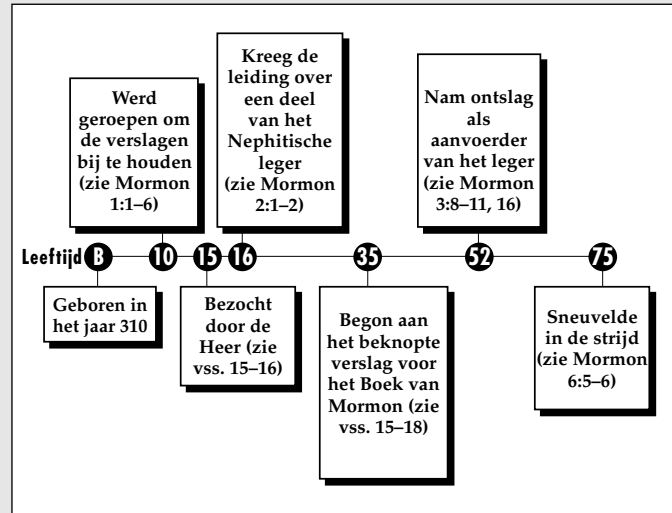 Werd
geroepen om
de verslagen
bij te houden
(zie Mormon
1:1–6)
Kreeg de
leiding over
een deel
van het
Nephitische
leger
(zie Mormon
2:1–2)
Nam ontslag
als
aanvoerder
van het leger
(zie Mormon
3:8–11, 16)
Leeftijd B 10 15 16 35 52 75
Geboren in
het jaar 310
Bezocht
door de
Heer (zie
vss. 15–16)
Begon aan
het beknopte
verslag voor
het Boek van
Mormon (zie
vss. 15–18)
Sneuvelde
in de strijd
(zie Mormon
6:5–6)